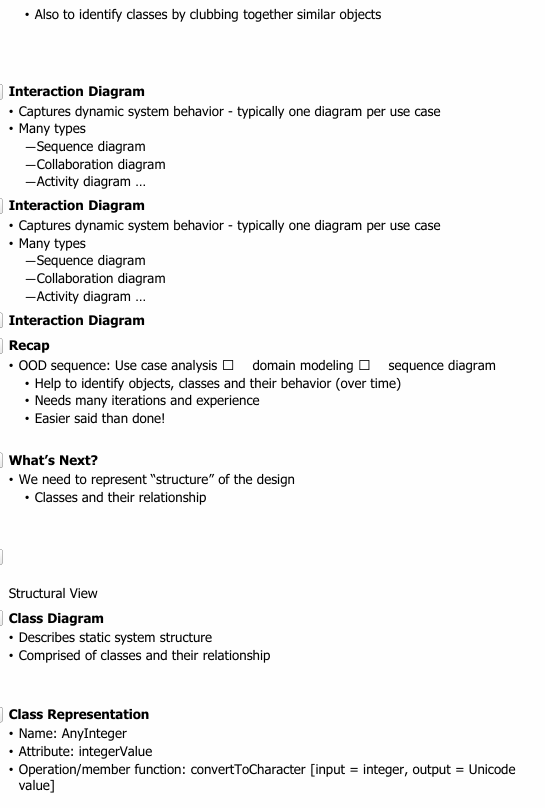 • Also to identify classes by clubbing together similar objects
Interaction Diagram
• Captures dynamic system behavior - typically one diagram per use case
• Many types
—Sequence diagram
—Collaboration diagram
—Activity diagram …
Interaction Diagram
• Captures dynamic system behavior - typically one diagram per use case
• Many types
—Sequence diagram
—Collaboration diagram
—Activity diagram …
Interaction Diagram
Recap
• OOD sequence: Use case analysis ☐ domain modeling ☐ sequence diagram
• Help to identify objects, classes and their behavior (over time)
• Needs many iterations and experience
• Easier said than done!
What’s Next?
• We need to represent “structure” of the design
• Classes and their relationship
Structural View
Class Diagram
• Describes static system structure
• Comprised of classes and their relationship
Class Representation
• Name: AnyInteger
• Attribute: integerValue
• Operation/member function: convertToCharacter [input = integer, output = Unicode
value]